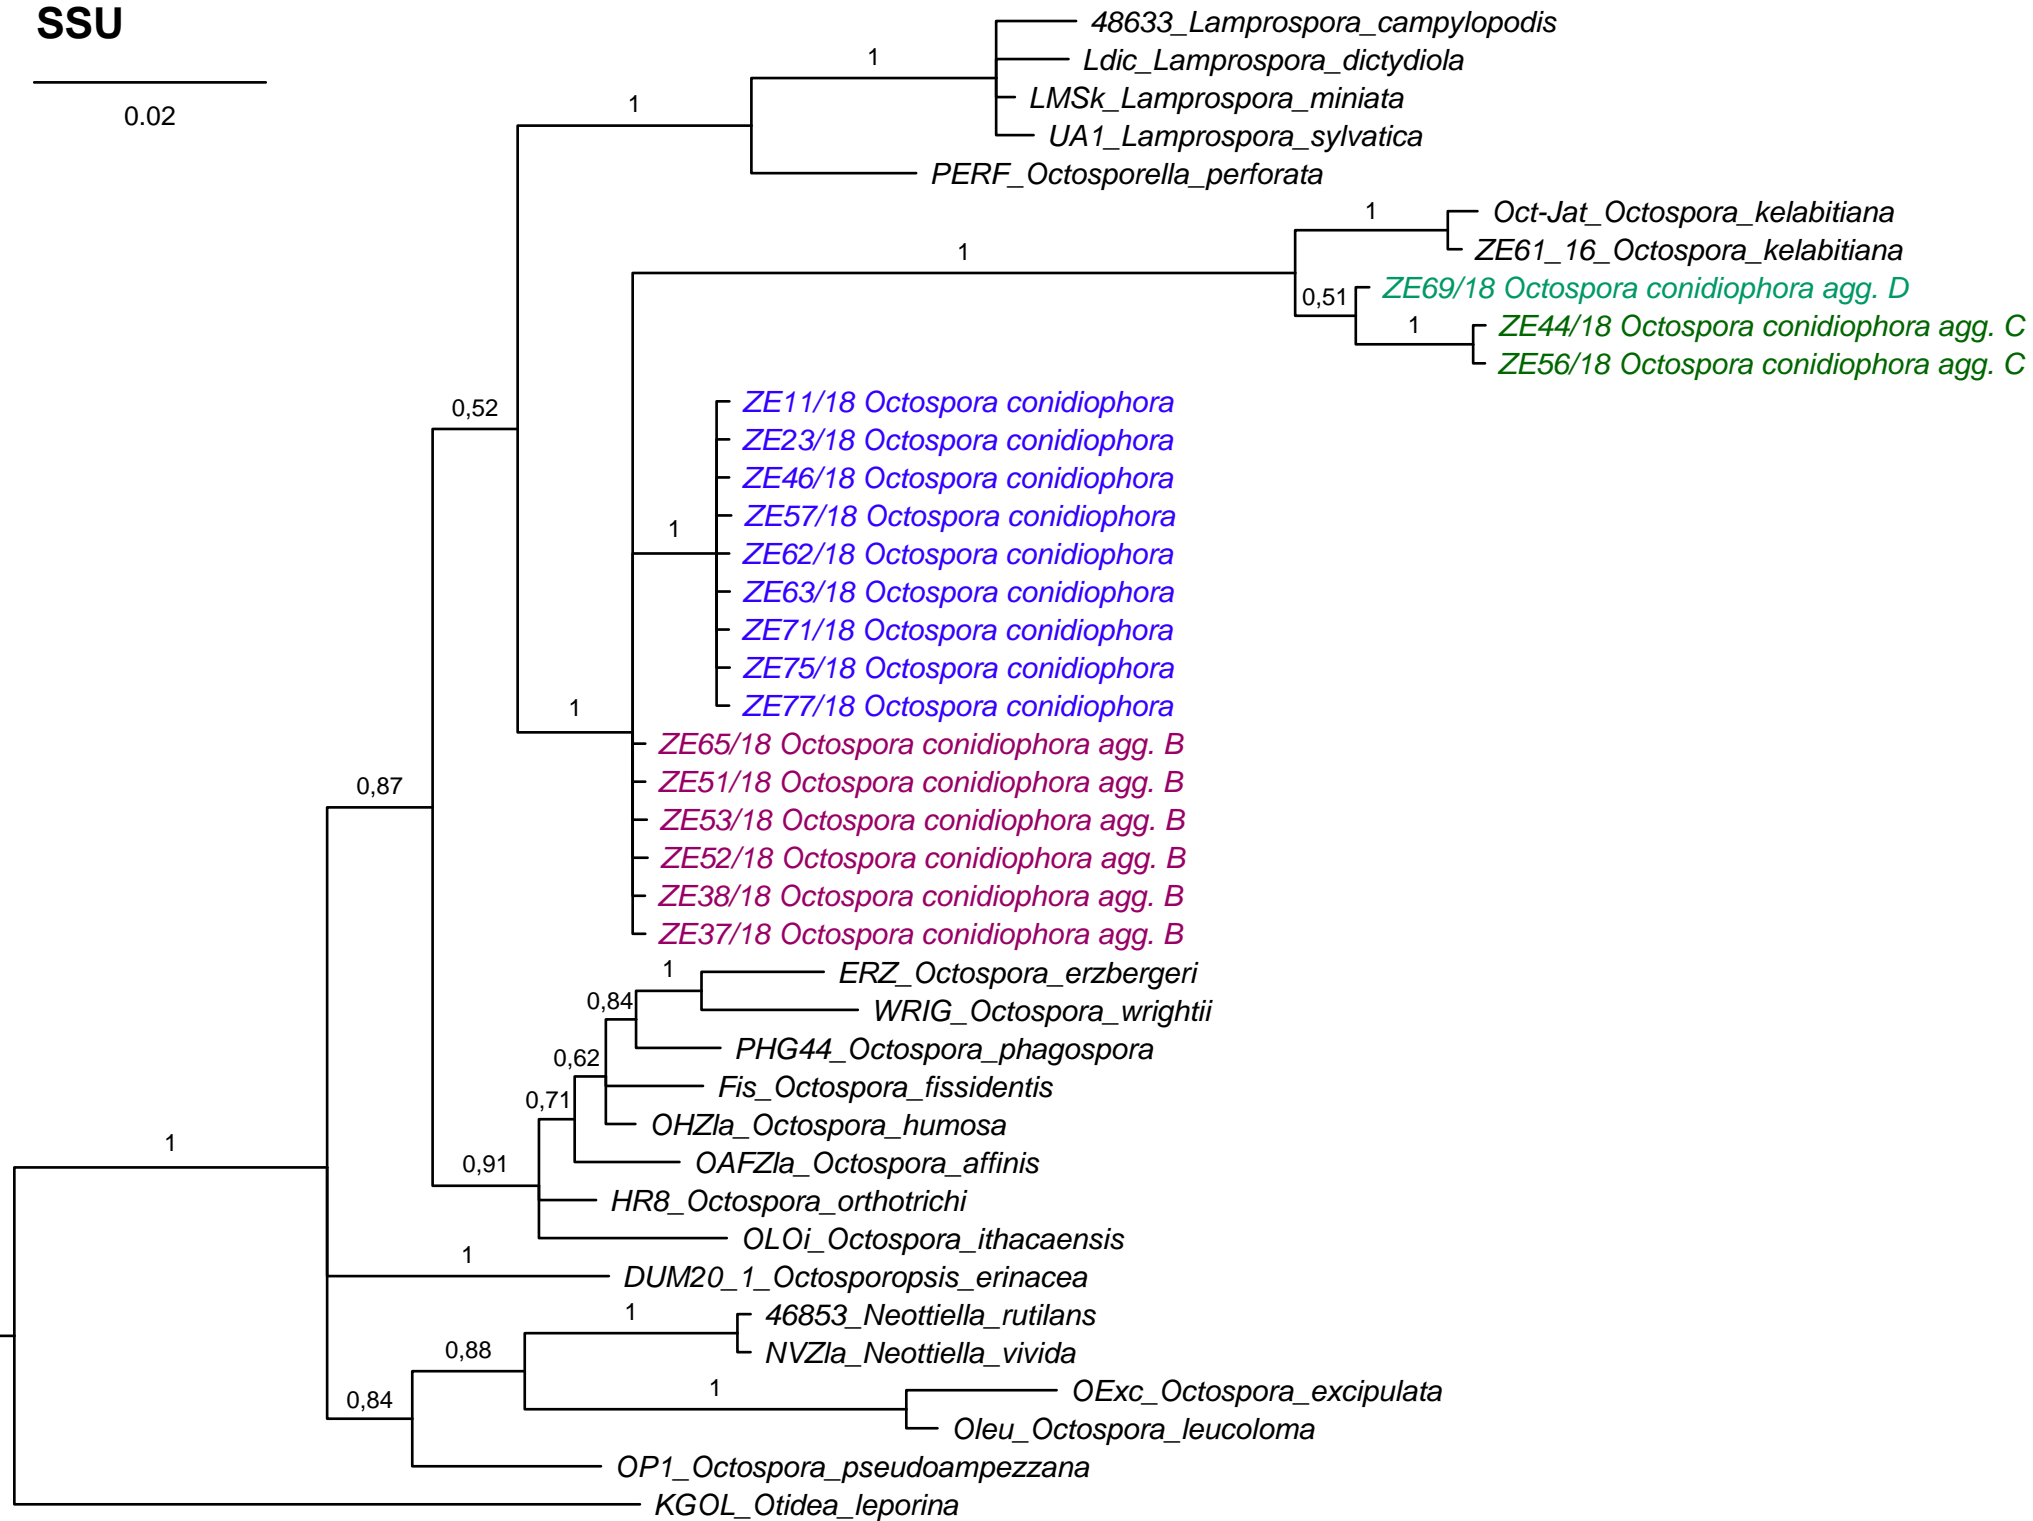 SSU
0.02
48633_Lamprospora_campylopodis
1
Ldic_Lamprospora_dictydiola
LMSk_Lamprospora_miniata
1
UA1_Lamprospora_sylvatica
PERF_Octosporella_perforata
1
Oct-Jat_Octospora_kelabitiana
ZE61_16_Octospora_kelabitiana
1
ZE69/18 Octospora conidiophora agg. D
0,51
1
ZE44/18 Octospora conidiophora agg. C
ZE56/18 Octospora conidiophora agg. C
0,52
ZE11/18 Octospora conidiophora
ZE23/18 Octospora conidiophora
ZE46/18 Octospora conidiophora
ZE57/18 Octospora conidiophora
1
ZE62/18 Octospora conidiophora
ZE63/18 Octospora conidiophora
ZE71/18 Octospora conidiophora
ZE75/18 Octospora conidiophora
ZE77/18 Octospora conidiophora
1
ZE65/18 Octospora conidiophora agg. B
0,87
ZE51/18 Octospora conidiophora agg. B
ZE53/18 Octospora conidiophora agg. B
ZE52/18 Octospora conidiophora agg. B
ZE38/18 Octospora conidiophora agg. B
ZE37/18 Octospora conidiophora agg. B
1
ERZ_Octospora_erzbergeri
0,84
WRIG_Octospora_wrightii
PHG44_Octospora_phagospora
0,62
Fis_Octospora_fissidentis
0,71
OHZla_Octospora_humosa
1
0,91
OAFZla_Octospora_affinis
HR8_Octospora_orthotrichi
OLOi_Octospora_ithacaensis
1
DUM20_1_Octosporopsis_erinacea
1
46853_Neottiella_rutilans
0,88
NVZla_Neottiella_vivida
0,84
1
OExc_Octospora_excipulata
Oleu_Octospora_leucoloma
OP1_Octospora_pseudoampezzana
KGOL_Otidea_leporina